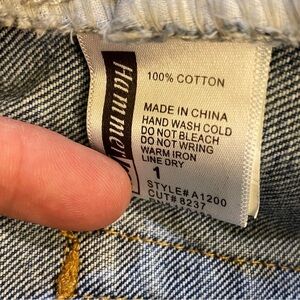 100% COTTON
MADE IN CHINA
HAND WASH COLD
DO NOT BLEACH
DO NOT WRING
WARM IRON
LINE DRY
1
STYLE#A1200
CUT#8237